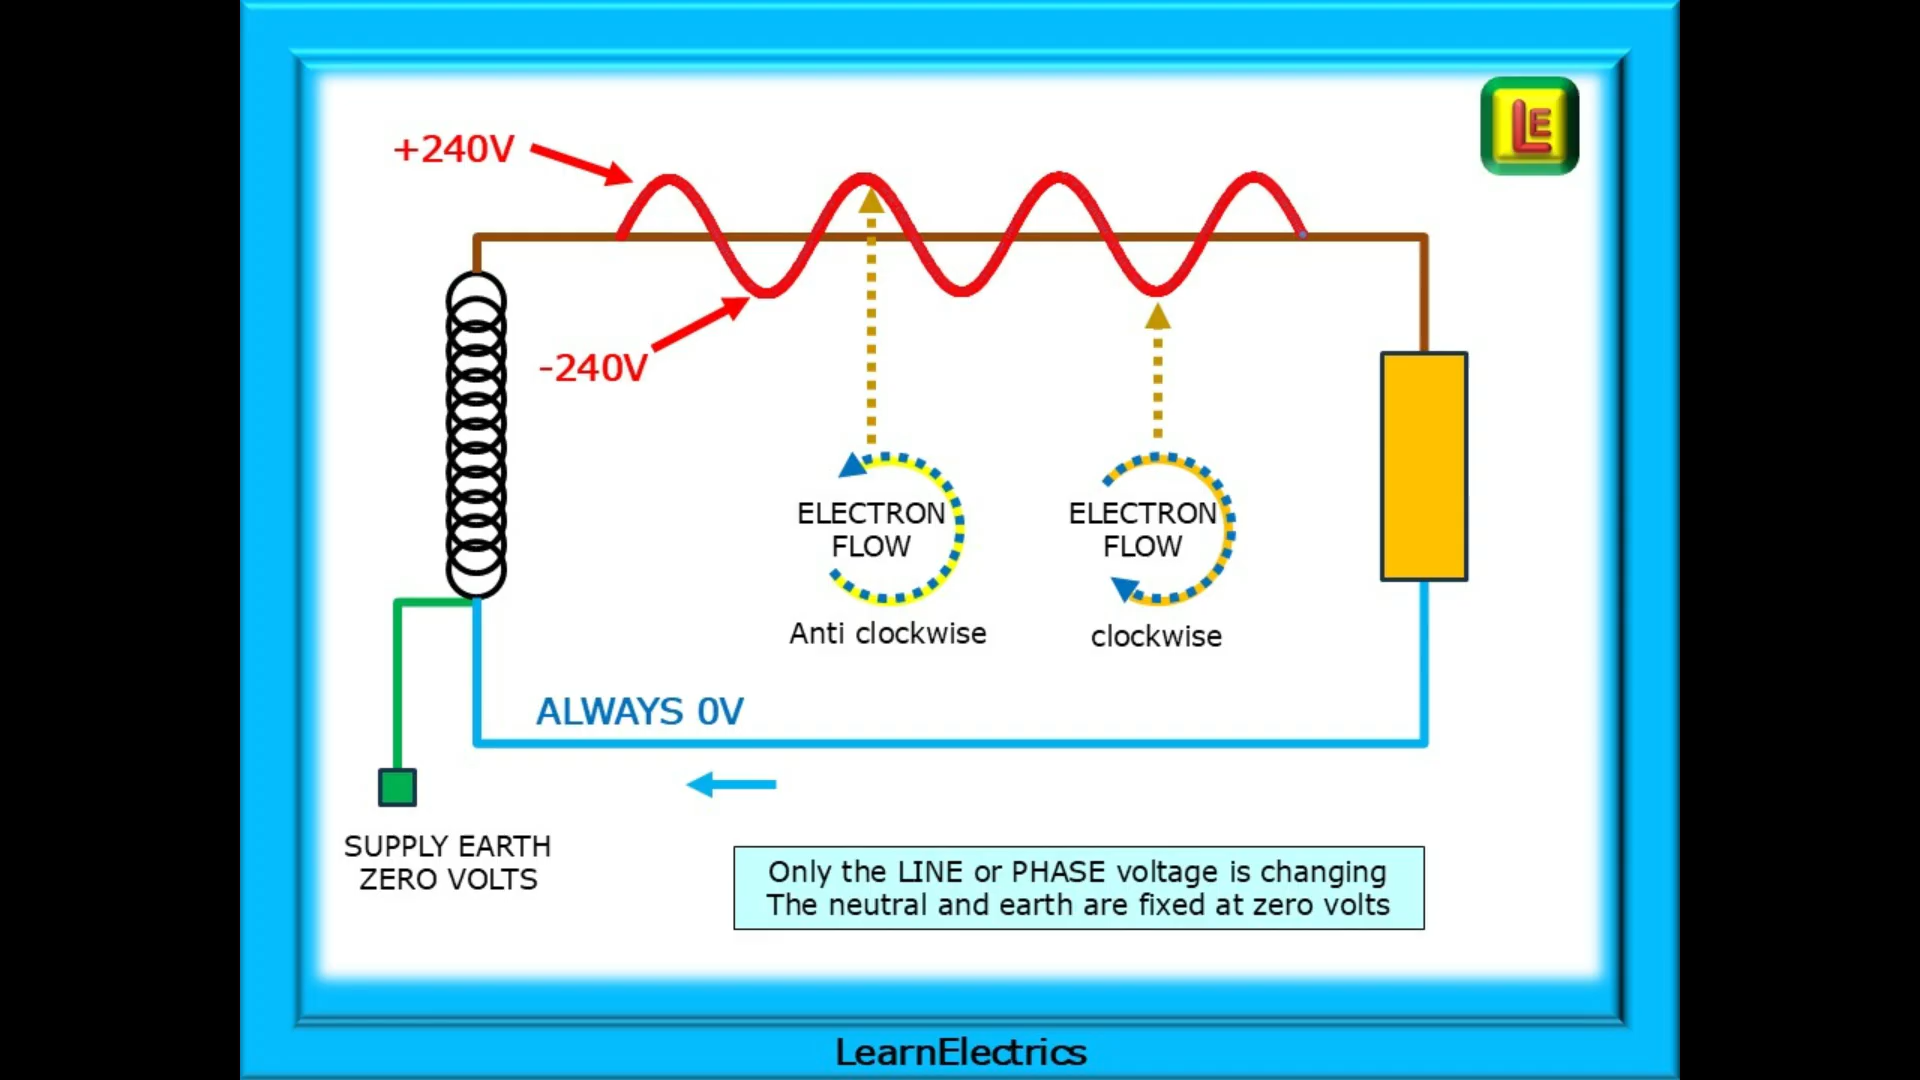 +240V
LE
-240V
ELECTRON
FLOW
Anti clockwise
ELECTRON
FLOW
clockwise
ALWAYS 0V
SUPPLY EARTH
ZERO VOLTS
Only the LINE or PHASE voltage is changing
The neutral and earth are fixed at zero volts
LearnElectrics